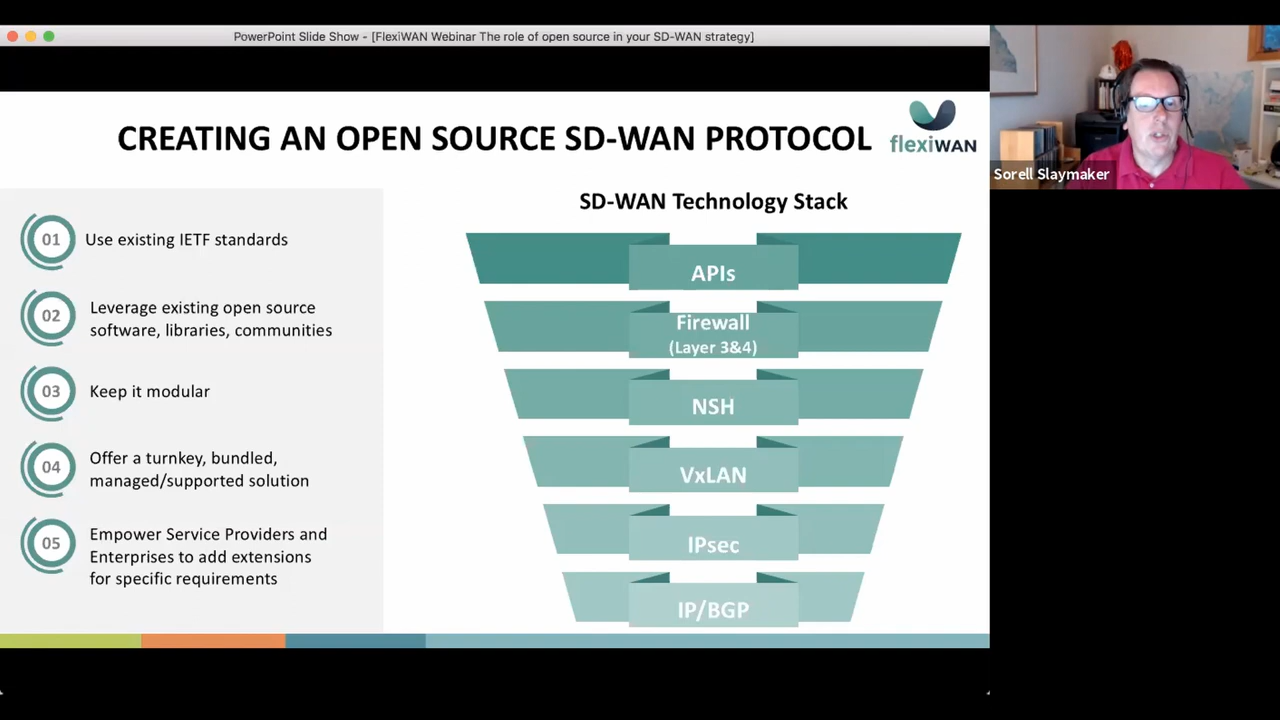 PowerPoint Slide Show - [FlexiWAN Webinar The role of open source in your SD-WAN strategy]
CREATING AN OPEN SOURCE SD-WAN PROTOCOL
flexiWAN
Sorell Slaymaker
01
Use existing IETF standards
02
Leverage existing open source
software, libraries, communities
03
Keep it modular
04
Offer a turnkey, bundled,
managed/supported solution
05
Empower Service Providers and
Enterprises to add extensions
for specific requirements
SD-WAN Technology Stack
APIs
Firewall
(Layer 3&4)
NSH
VxLAN
IPsec
IP/BGP